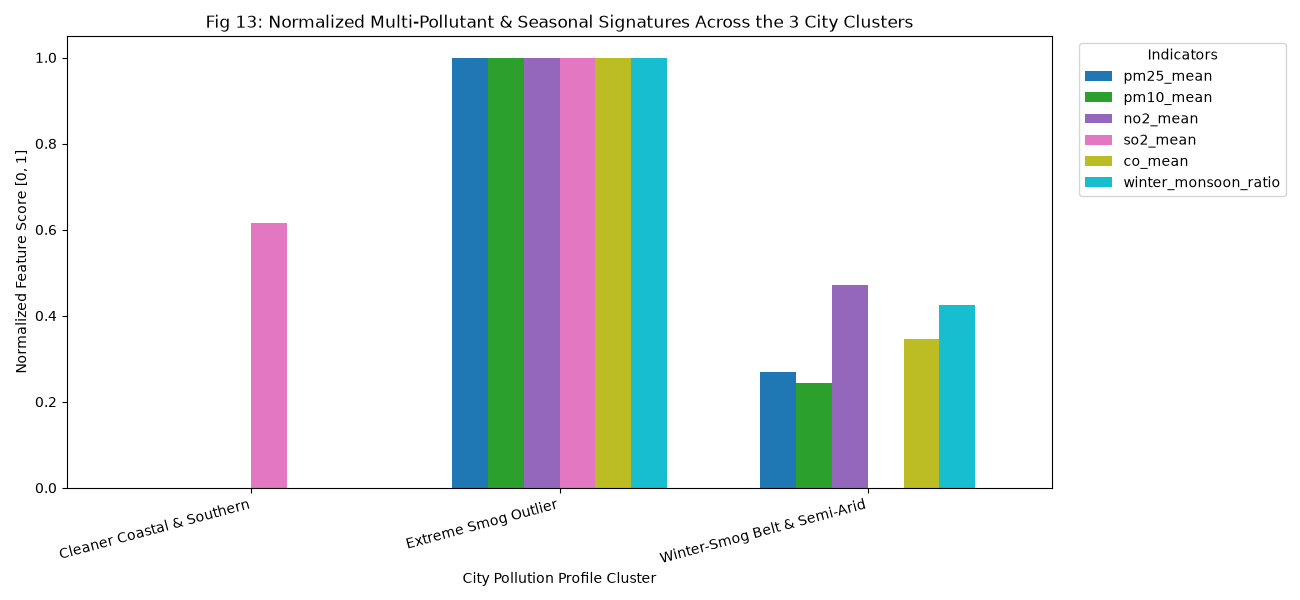 Fig 13: Normalized Multi-Pollutant & Seasonal Signatures Across the 3 City Clusters
Normalized Feature Score [0, 1]
1.0
0.8
0.6
0.4
0.2
0.0
Cleaner Coastal & Southern
Extreme Smog Outlier
Winter-Smog Belt & Semi-Arid
City Pollution Profile Cluster
Indicators
pm25_mean
pm10_mean
no2_mean
so2_mean
co_mean
winter_monsoon_ratio